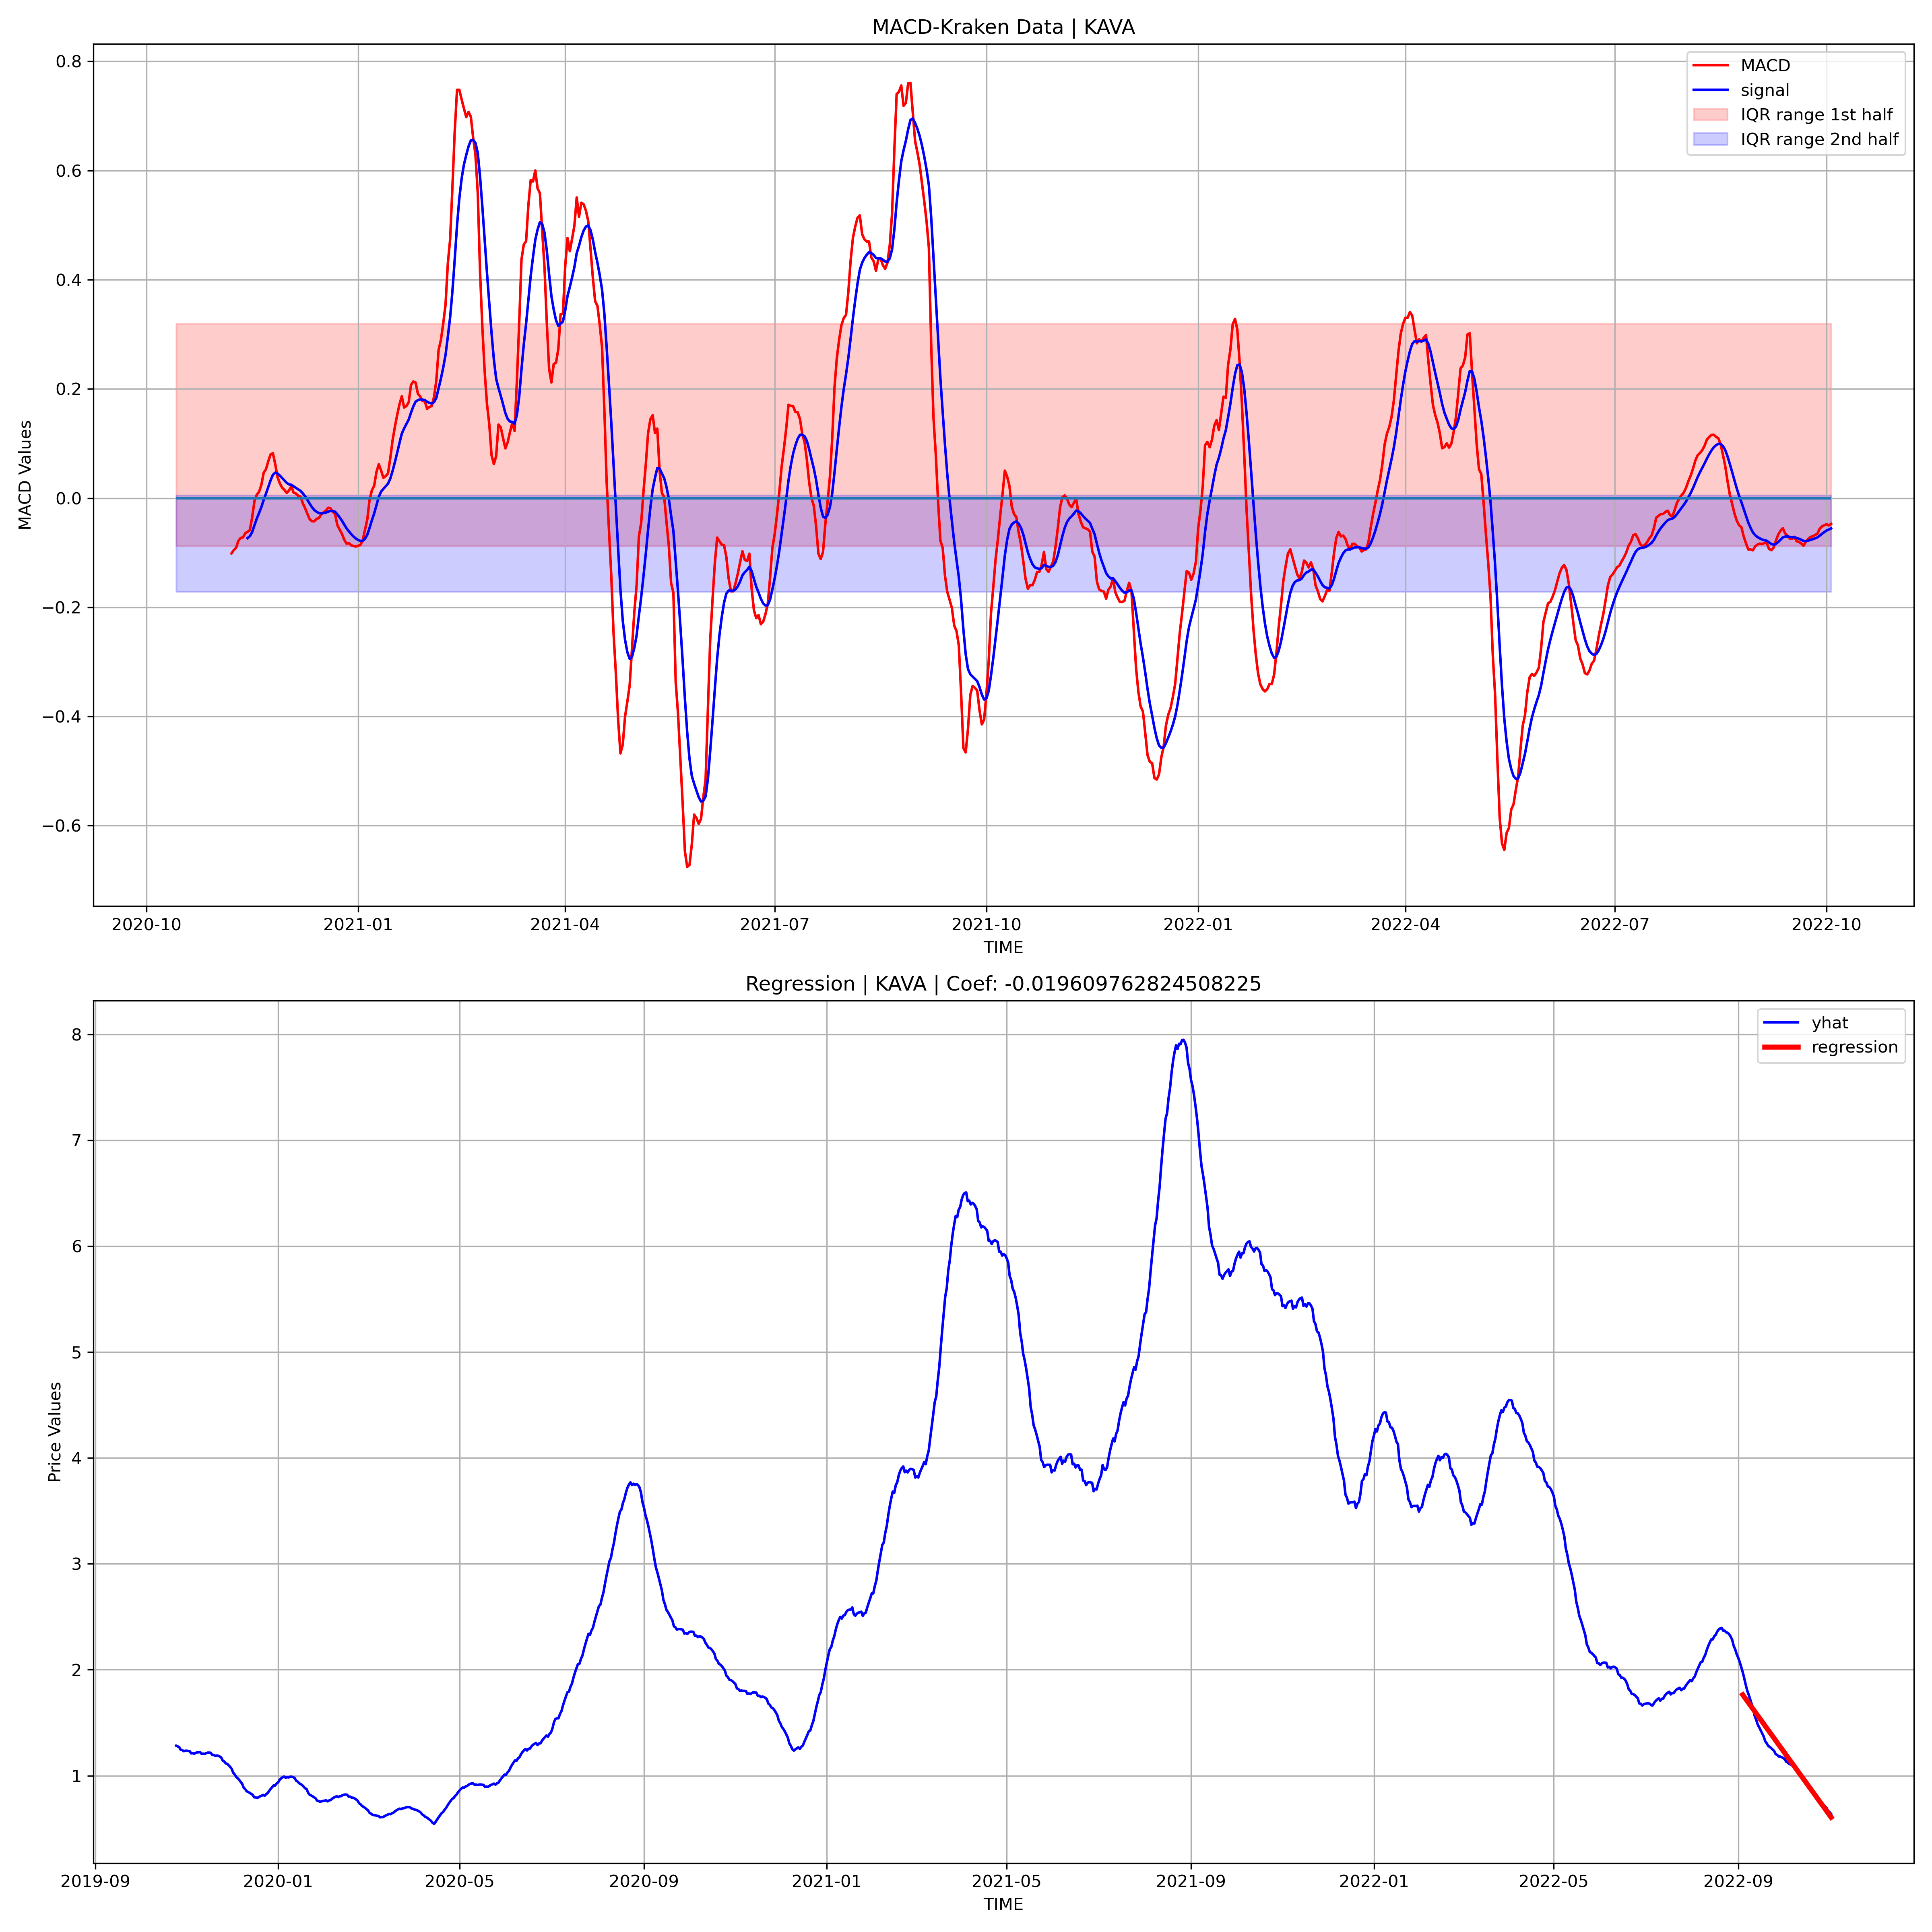 MACD-Kraken Data | KAVA
MACD Values
0.8
0.6
0.4
0.2
0.0
−0.2
−0.4
−0.6
MACD
signal
IQR range 1st half
IQR range 2nd half
2020-10 2021-01 2021-04 2021-07 2021-10 2022-01 2022-04 2022-07 2022-10
TIME
Regression | KAVA | Coef: -0.019609762824508225
Price Values
8
7
6
5
4
3
2
1
yhat
regression
2019-09 2020-01 2020-05 2020-09 2021-01 2021-05 2021-09 2022-01 2022-05 2022-09
TIME